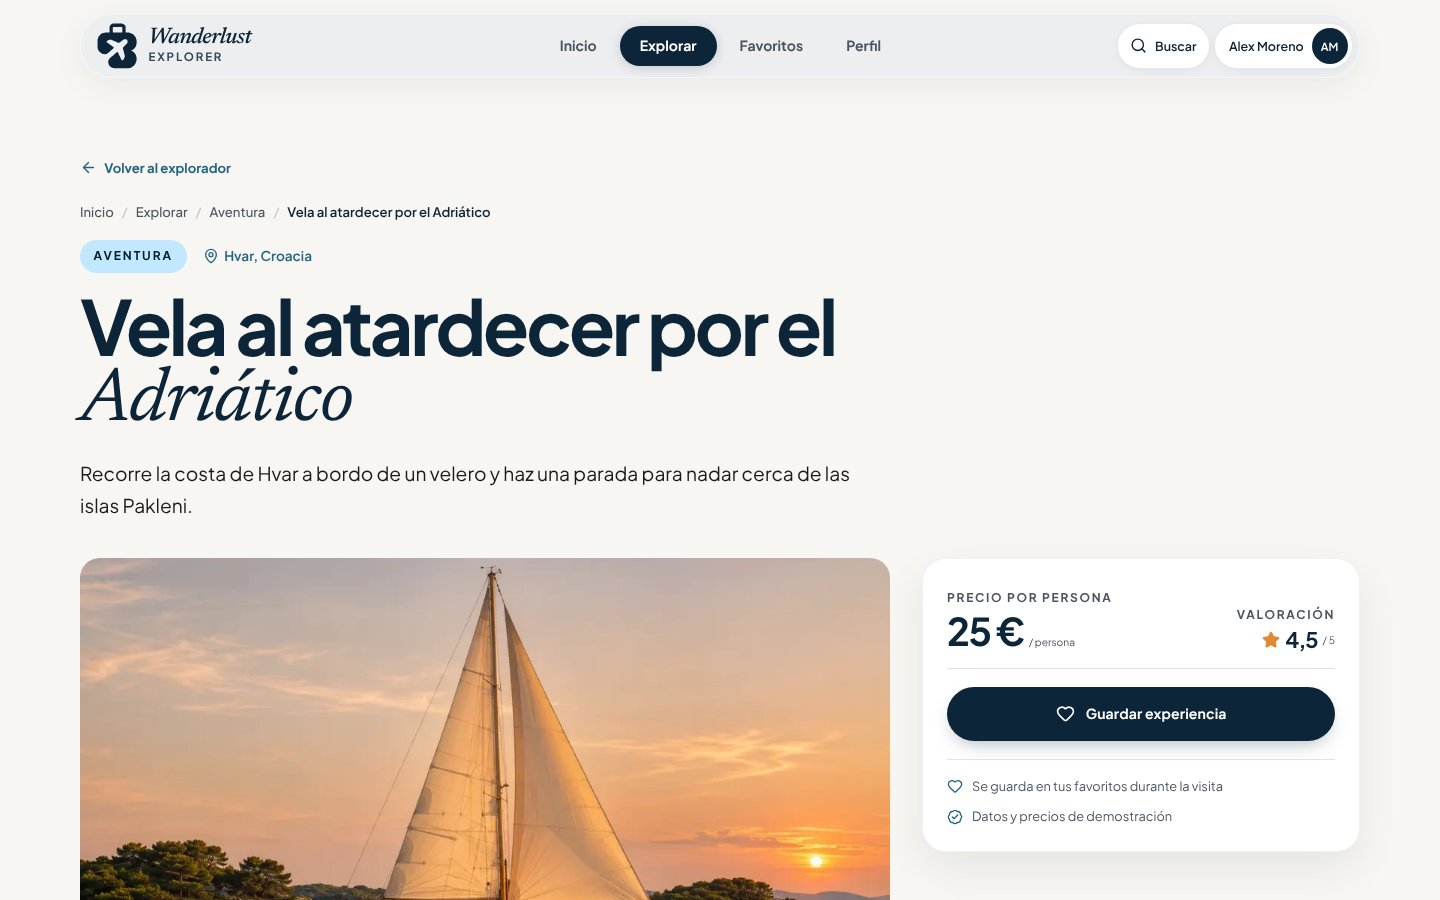 Wanderlust
EXPLORER
Inicio
Explorar
Favoritos
Perfil
Buscar
Alex Moreno
AM
Volver al explorador
Inicio / Explorar / Aventura / Vela al atardecer por el Adriático
AVENTURA
Hvar, Croacia
Vela al atardecer por el
Adriático
Recorre la costa de Hvar a bordo de un velero y haz una parada para nadar cerca de las
islas Pakleni.
PRECIO POR PERSONA
25 € / persona
VALORACIÓN
4,5 / 5
Guardar experiencia
Se guarda en tus favoritos durante la visita
Datos y precios de demostración